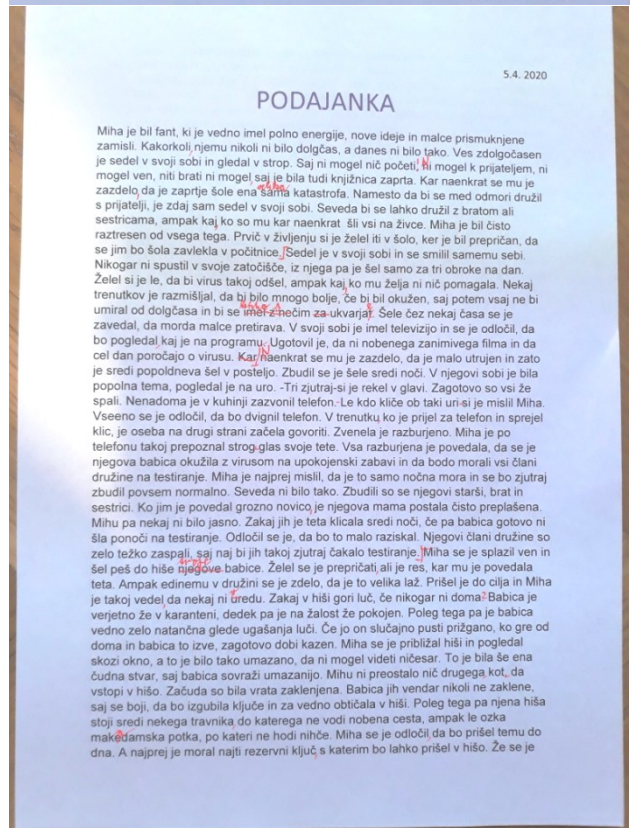 5.4. 2020
PODAJANKA
Miha je bil fant, ki je vedno imel polno energije, nove ideje in malce prismuknjene
zamisli. Kakorkoli, njemu nikoli ni bilo dolgčas, a danes ni bilo tako. Ves zdolgočasen
je sedel v svoji sobi in gledal v strop. Saj ni mogel nič početi, ni mogel k prijateljem, ni
mogel ven, niti brati ni mogel, saj je bila tudi knjižnica zaprta. Kar naenkrat se mu je
zazdelo, da je zaprtje šole ena sama katastrofa. Namesto da bi se med odmori družil
s prijatelji, je zdaj sam sedel v svoji sobi. Seveda bi se lahko družil z bratom ali
sestricama, ampak kaj, ko so mu kar naenkrat šli vsi na živce. Miha je bil čisto
raztresen od vsega tega. Prvič v življenju si je želel iti v šolo, ker je bil prepričan, da
se jim bo šola zavlekla v počitnice. Sedel je v svoji sobi in se smilil samemu sebi.
Nikogar ni spustil v svoje zatočišče, iz njega pa je šel samo za tri obroke na dan.
Želel si je le, da bi virus takoj odšel, ampak kaj, ko mu želja ni nič pomagala. Nekaj
trenutkov je razmišljal, da bi bilo mnogo bolje, če bi bil okužen, saj potem vsaj ne bi
umiral od dolgčasa in bi se imel z nečim za ukvarjat. Šele čez nekaj časa se je
zavedal, da morda malce pretirava. V svoji sobi je imel televizijo in se je odločil, da
bo pogledal, kaj je na programu. Ugotovil je, da ni nobenega zanimivega filma in da
cel dan poročajo o virusu. Kar naenkrat se mu je zazdelo, da je malo utrujen in zato
je sredi popoldneva šel v posteljo. Zbudil se je šele sredi noči. V njegovi sobi je bila
popolna tema, pogledal je na uro. -Tri zjutraj-si je rekel v glavi. Zagotovo so vsi že
spali. Nenadoma je v kuhinji zazvonil telefon.-Le kdo kliče ob taki uri-si je mislil Miha.
Vseeno se je odločil, da bo dvignil telefon. V trenutku, ko je prijel za telefon in sprejel
klic, je oseba na drugi strani začela govoriti. Zvenela je razburjeno. Miha je po
telefonu takoj prepoznal strog glas svoje tete. Vsa razburjena je povedala, da se je
njegova babica okužila z virusom na upokojenski zabavi in da bodo morali vsi člani
družine na testiranje. Miha je najprej mislil, da je to samo nočna mora in se bo zjutraj
zbudil povsem normalno. Seveda ni bilo tako. Zbudili so se njegovi starši, brat in
sestrici. Ko jim je povedal grozno novico, je njegova mama postala čisto preplašena.
Mihu pa nekaj ni bilo jasno. Zakaj jih je teta klicala sredi noči, če pa babica gotovo ni
šla ponoči na testiranje. Odločil se je, da bo to malo raziskal. Njegovi člani družine so
zelo težko zaspali, saj naj bi jih takoj zjutraj čakalo testiranje. Miha se je splazil ven in
šel peš do hiše njegove babice. Želel se je prepričati, ali je res, kar mu je povedala
teta. Ampak edinemu v družini se je zdelo, da je to velika laž. Prišel je do cilja in Miha
je takoj vedel, da nekaj ni uredu. Zakaj v hiši gori luč, če nikogar ni doma? Babica je
verjetno že v karanteni, dedek pa je na žalost že pokojen. Poleg tega pa je babica
vedno zelo natančna glede ugašanja luči. Če jo on slučajno pusti prižgano, ko gre od
doma in babica to izve, zagotovo dobi kazen. Miha se je približal hiši in pogledal
skozi okno, a to je bilo tako umazano, da ni mogel videti ničesar. To je bila še ena
čudna stvar, saj babica sovraži umazanijo. Mihu ni preostalo nič drugega, kot, da
vstopi v hišo. Začuda so bila vrata zaklenjena. Babica jih vendar nikoli ne zaklene,
saj se boji, da bo izgubila ključe in za vedno obtičala v hiši. Poleg tega pa njena hiša
stoji sredi nekega travnika, do katerega ne vodi nobena cesta, ampak le ozka
makedamska potka, po kateri ne hodi nihče. Miha se je odločil, da bo prišel temu do
dna. A najprej je moral najti rezervni ključ, s katerim bo lahko prišel v hišo. Že se je